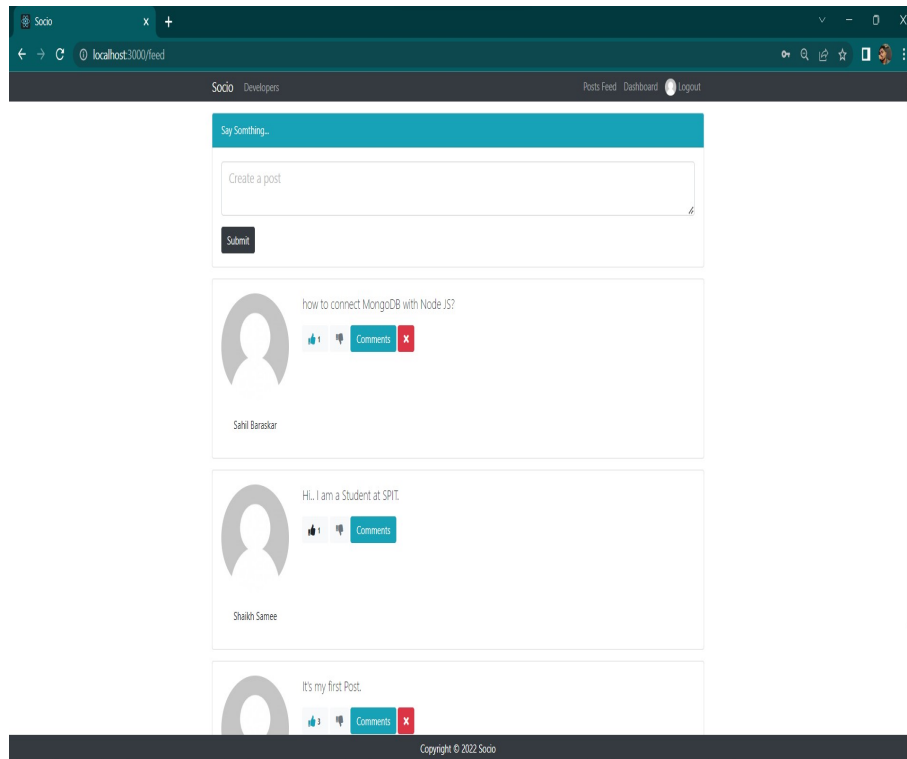 Socio
localhost:3000/feed
Socio Developers Posts Feed Dashboard Logout
Say Somthing...
Create a post
Submit
how to connect MongoDB with Node JS?
1 Comments
Sahil Baraskar
Hi.. I am a Student at SPIT.
1 Comments
Shaikh Samee
It's my first Post.
3 Comments
Copyright © 2022 Socio